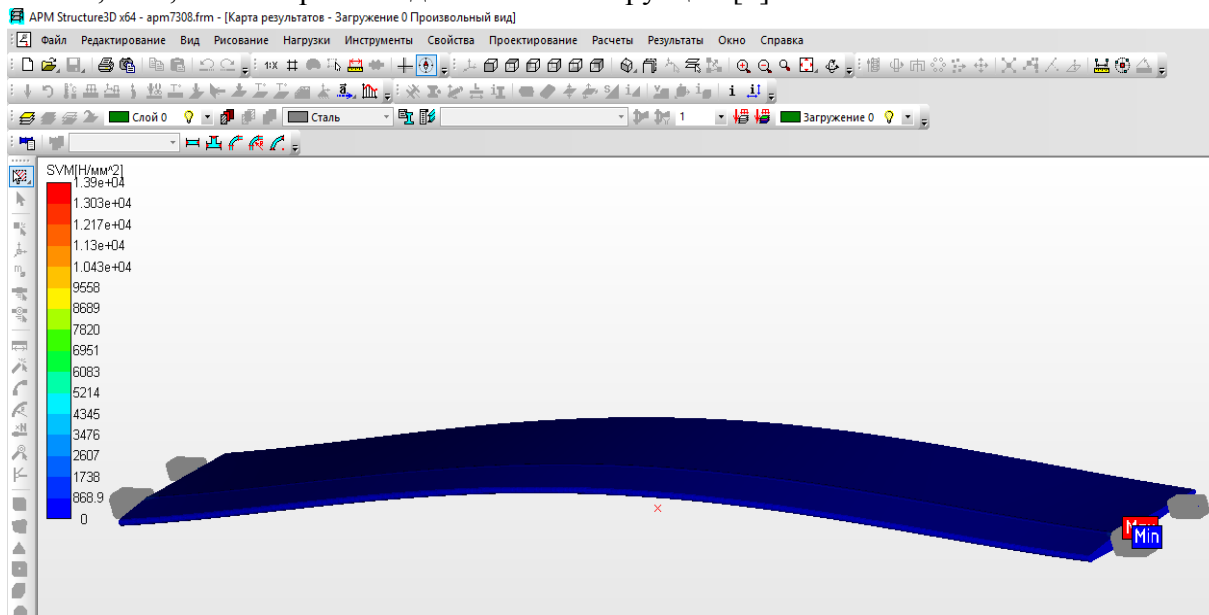 APM Structure3D x64 - apm7308.frm - [Карта результатов - Загружение 0 Произвольный вид]
Файл Редактирование Вид Рисование Нагрузки Инструменты Свойства Проектирование Расчеты Результаты Окно Справка
Слой 0 Сталь 1 Загружение 0
SVM[Н/мм^2]
1.39e+04
1.303e+04
1.217e+04
1.13e+04
1.043e+04
9558
8689
7820
6951
6083
5214
4345
3476
2607
1738
868.9
0
Min